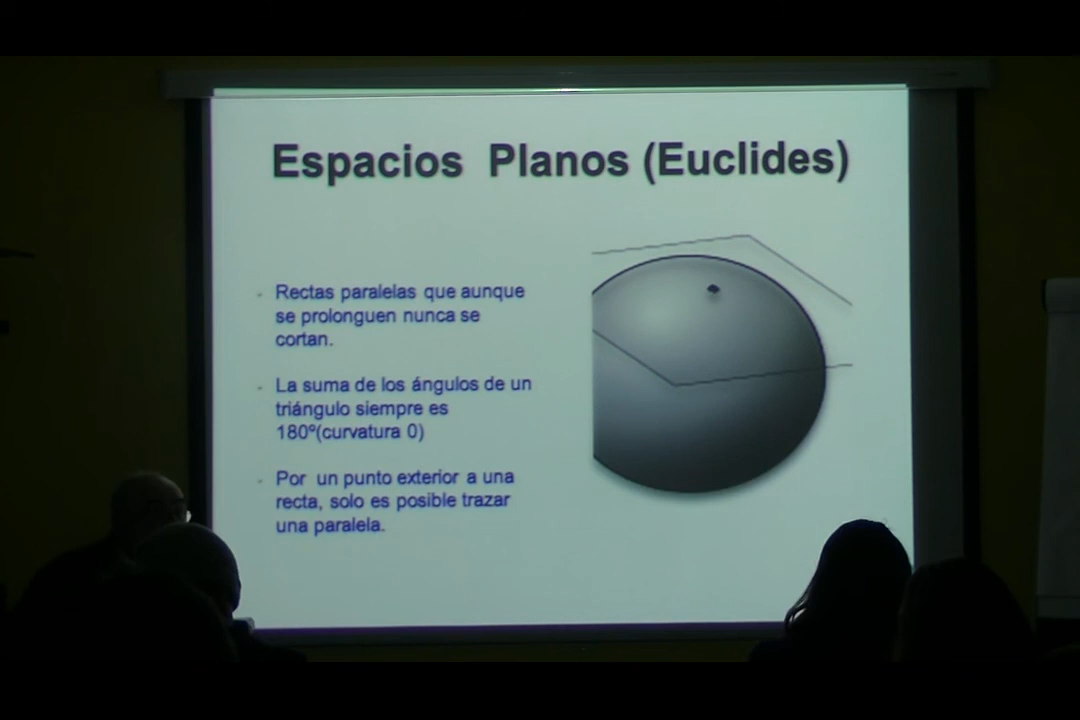 Espacios Planos (Euclides)
- Rectas paralelas que aunque
se prolonguen nunca se
cortan.
- La suma de los ángulos de un
triángulo siempre es
180º(curvatura 0)
- Por un punto exterior a una
recta, solo es posible trazar
una paralela.